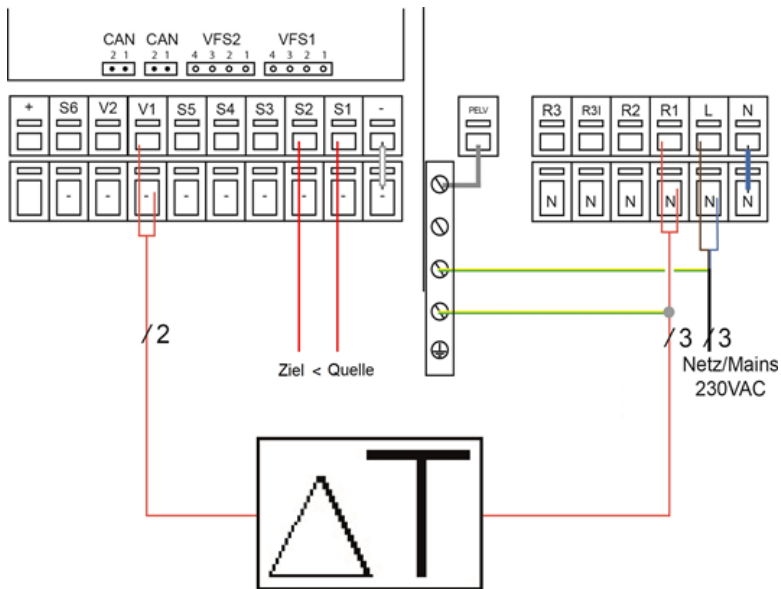 CAN CAN VFS2 VFS1
2 1 2 1 4 3 2 1 4 3 2 1
+ S6 V2 V1 S5 S4 S3 S2 S1 - PELV R3 R3I R2 R1 L N
- - - - - - - - - N N N N N N
/2 /3 /3
Ziel < Quelle
Netz/Mains
230VAC
ΔT